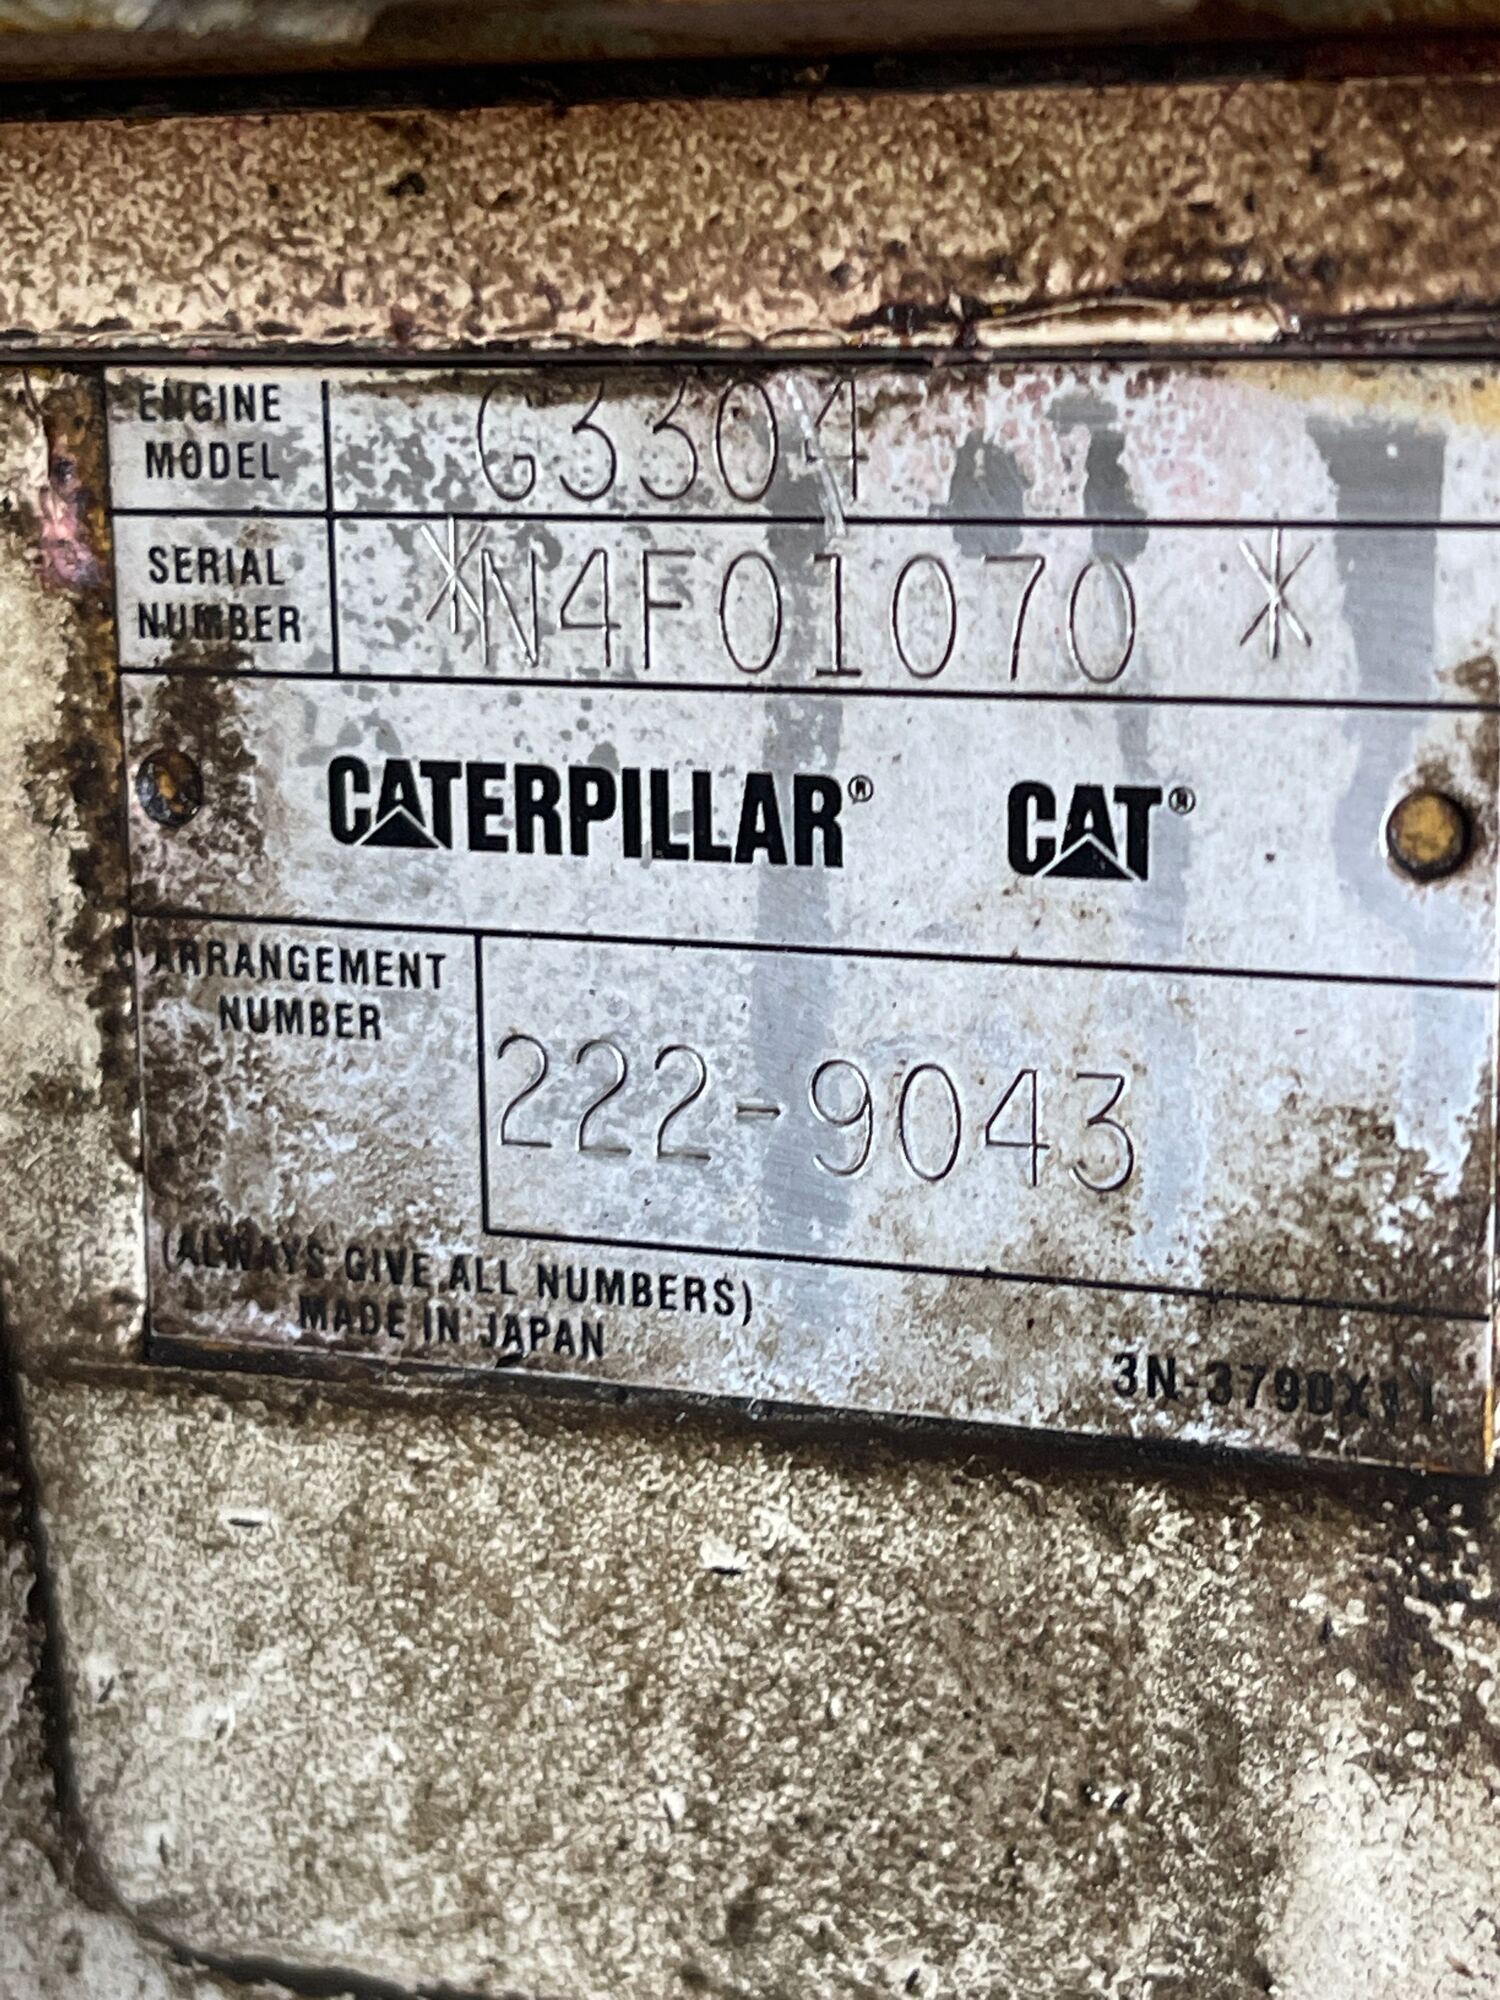 ENGINE MODEL G3304
SERIAL NUMBER *N4F01070 *
CATERPILLAR® CAT®
ARRANGEMENT NUMBER 222-9043
(ALWAYS GIVE ALL NUMBERS)
MADE IN JAPAN